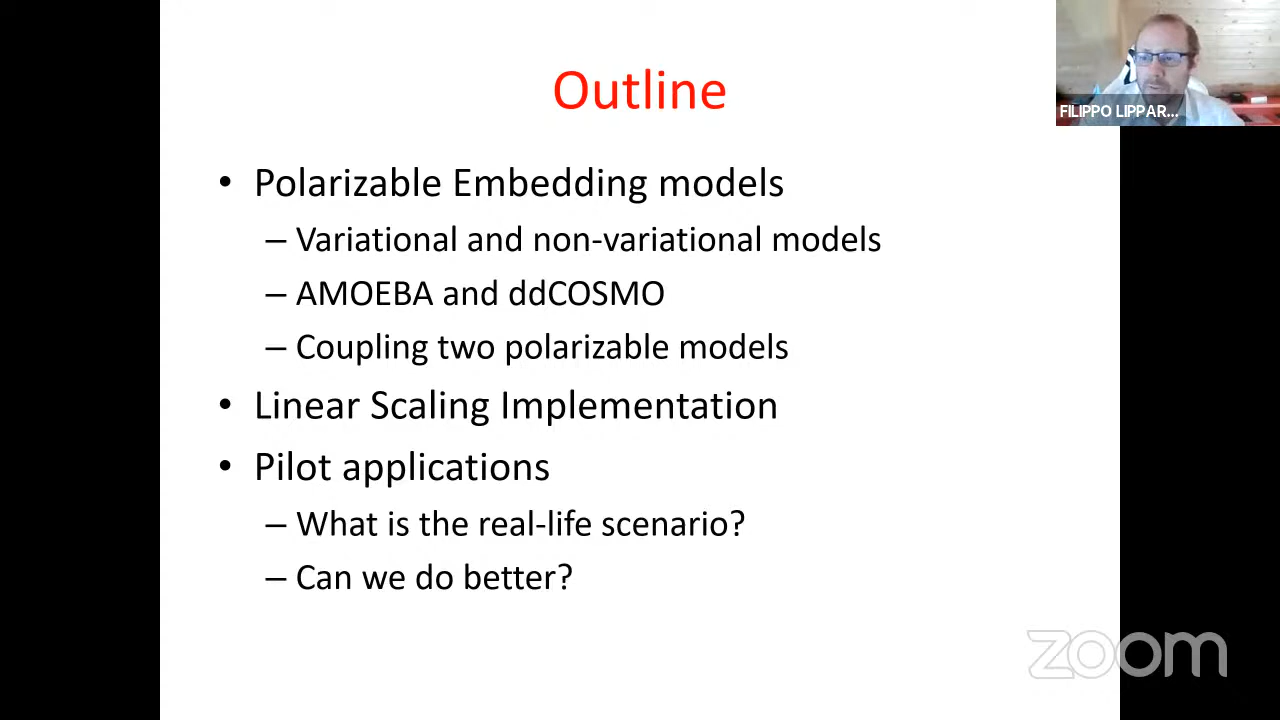 Outline
FILIPPO LIPPAR...
• Polarizable Embedding models
– Variational and non-variational models
– AMOEBA and ddCOSMO
– Coupling two polarizable models
• Linear Scaling Implementation
• Pilot applications
– What is the real-life scenario?
– Can we do better?
zoom